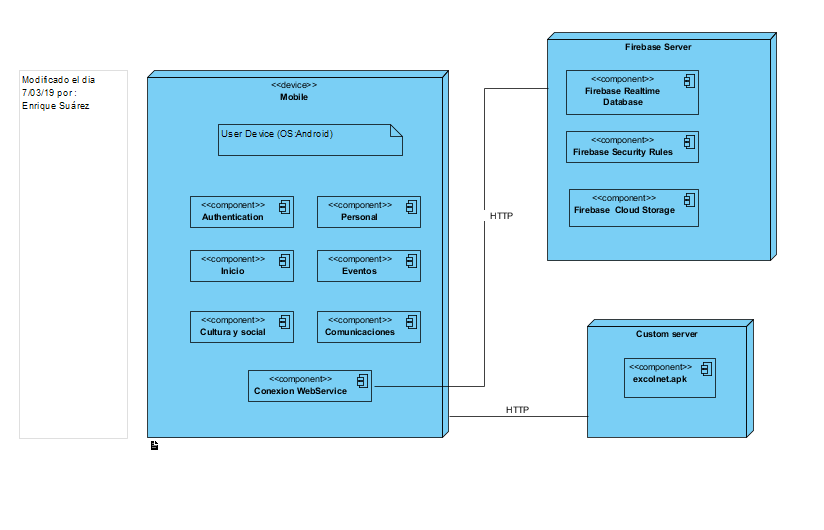 Modificado el dia
7/03/19 por :
Enrique Suárez
<<device>>
Mobile
User Device (OS:Android)
<<component>>
Authentication
<<component>>
Personal
<<component>>
Inicio
<<component>>
Eventos
<<component>>
Cultura y social
<<component>>
Comunicaciones
<<component>>
Conexion WebService
HTTP
HTTP
Firebase Server
<<component>>
Firebase Realtime
Database
<<component>>
Firebase Security Rules
<<component>>
Firebase Cloud Storage
Custom server
<<component>>
excolnet.apk